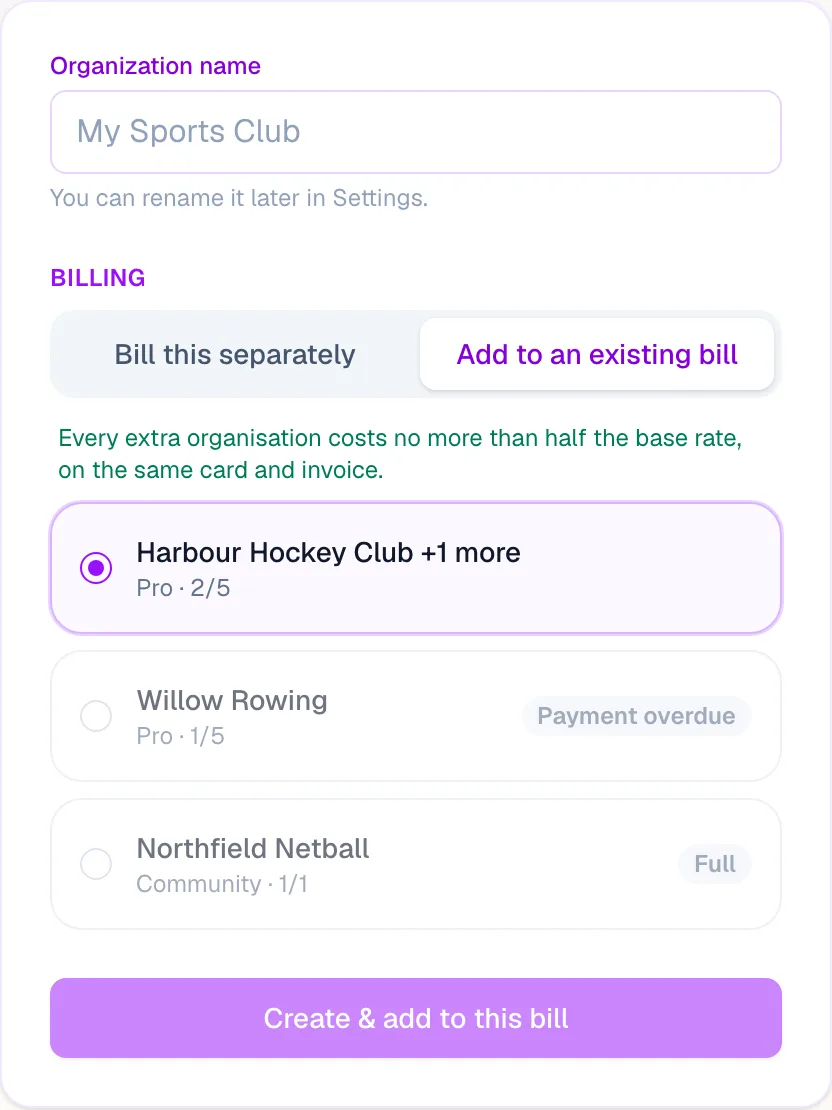 Organization name
My Sports Club
You can rename it later in Settings.
BILLING
Bill this separately
Add to an existing bill
Every extra organisation costs no more than half the base rate,
on the same card and invoice.
Harbour Hockey Club +1 more
Pro · 2/5
Willow Rowing
Pro · 1/5
Payment overdue
Northfield Netball
Community · 1/1
Full
Create & add to this bill